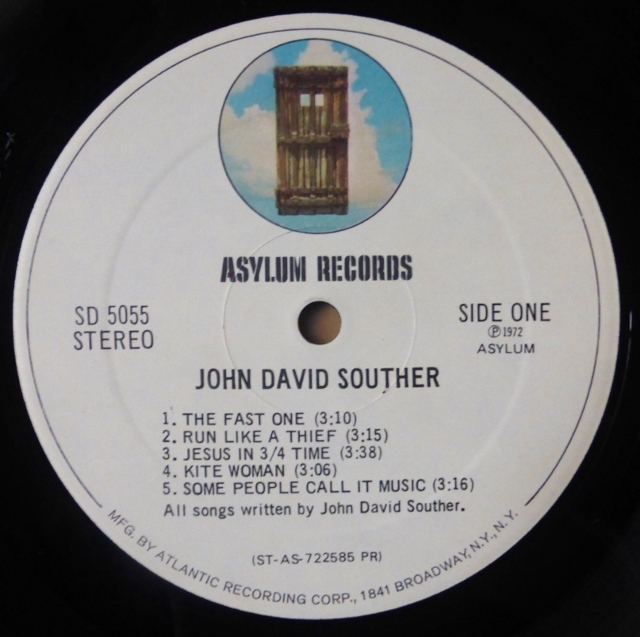 ASYLUM RECORDS
SD 5055
STEREO
SIDE ONE
Ⓟ1972
ASYLUM
JOHN DAVID SOUTHER
1. THE FAST ONE (3:10)
2. RUN LIKE A THIEF (3:15)
3. JESUS IN 3/4 TIME (3:38)
4. KITE WOMAN (3:06)
5. SOME PEOPLE CALL IT MUSIC (3:16)
All songs written by John David Souther.
(ST-AS-722585 PR)
MFG. BY ATLANTIC RECORDING CORP., 1841 BROADWAY, N.Y., N.Y.